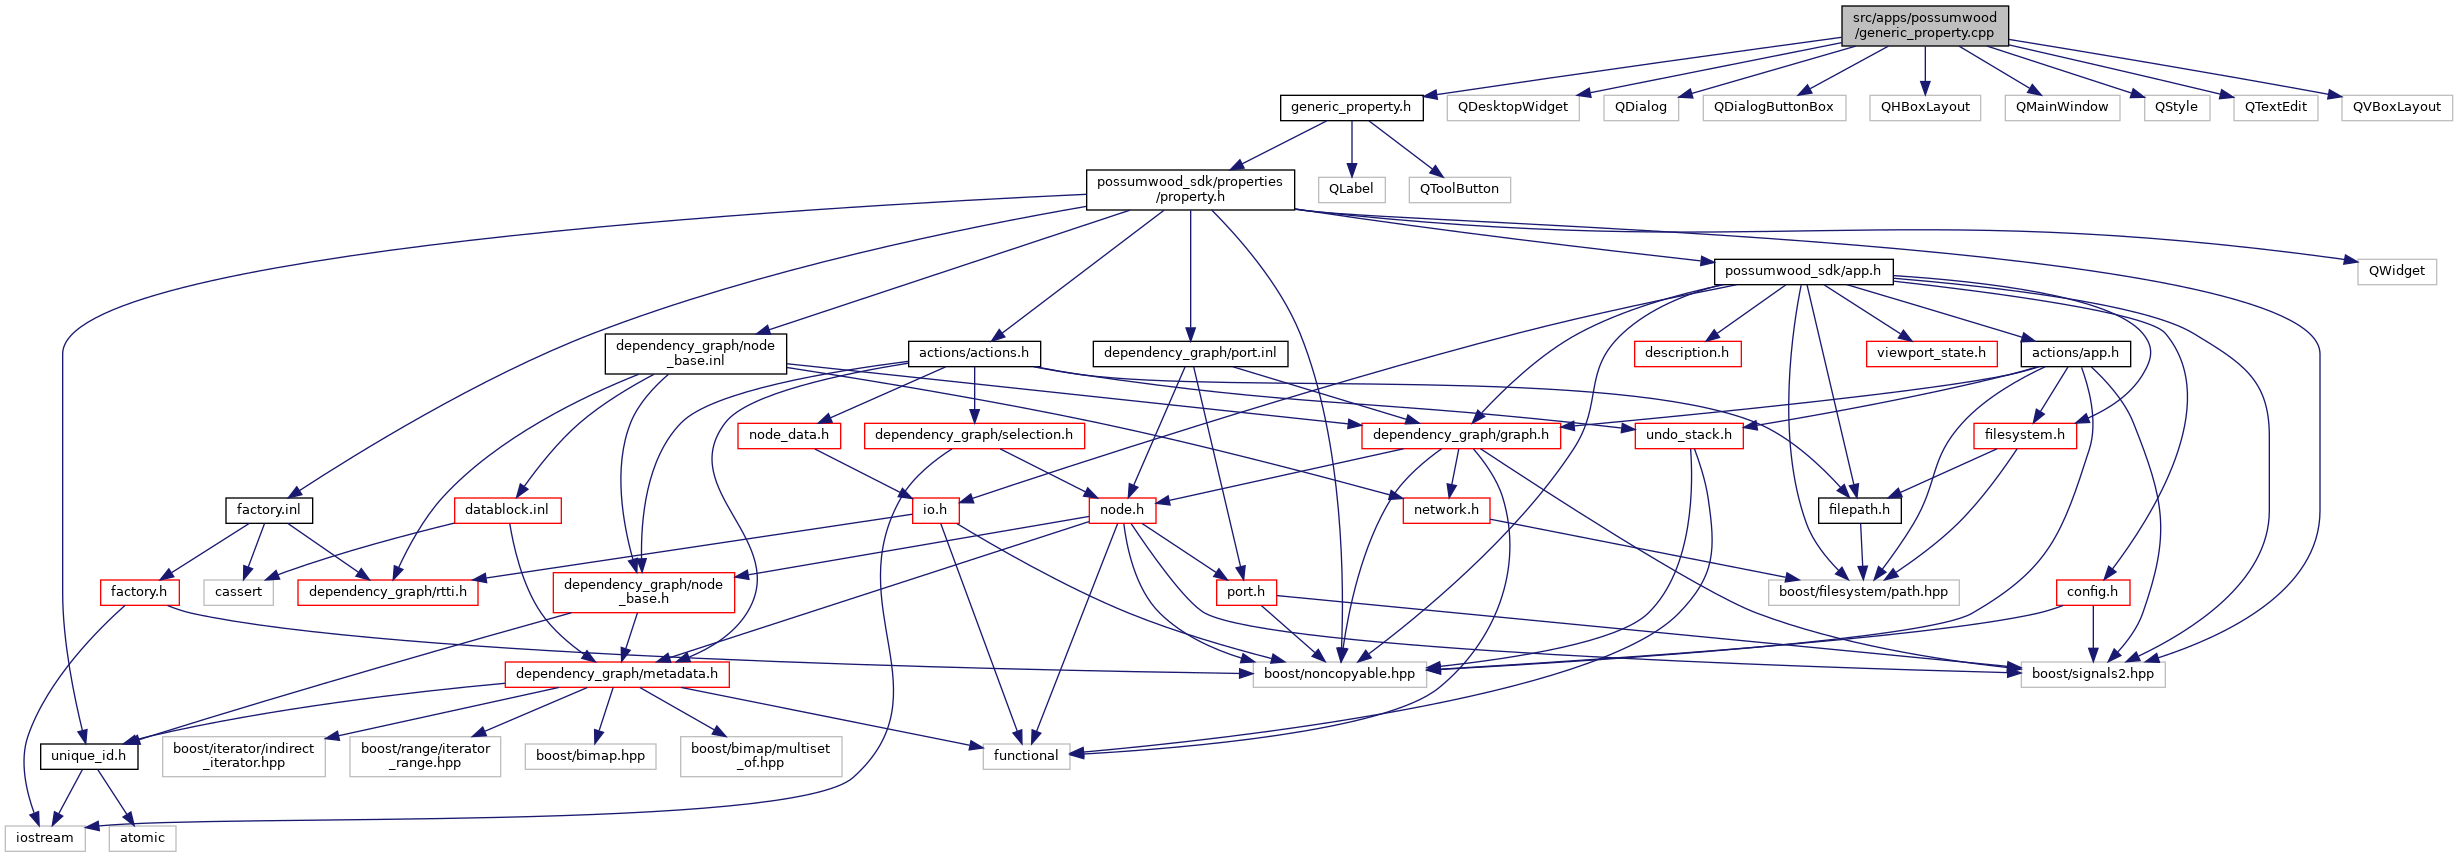 src/apps/possumwood
/generic_property.cpp
generic_property.h
QDesktopWidget
QDialog
QDialogButtonBox
QHBoxLayout
QMainWindow
QStyle
QTextEdit
QVBoxLayout
possumwood_sdk/properties
/property.h
QLabel
QToolButton
possumwood_sdk/app.h
QWidget
dependency_graph/node
_base.inl
actions/actions.h
dependency_graph/port.inl
description.h
viewport_state.h
actions/app.h
node_data.h
dependency_graph/selection.h
dependency_graph/graph.h
undo_stack.h
filesystem.h
factory.inl
datablock.inl
io.h
node.h
network.h
filepath.h
factory.h
cassert
dependency_graph/rtti.h
dependency_graph/node
_base.h
port.h
boost/filesystem/path.hpp
config.h
dependency_graph/metadata.h
boost/noncopyable.hpp
boost/signals2.hpp
unique_id.h
boost/iterator/indirect
_iterator.hpp
boost/range/iterator
_range.hpp
boost/bimap.hpp
boost/bimap/multiset
_of.hpp
functional
iostream
atomic